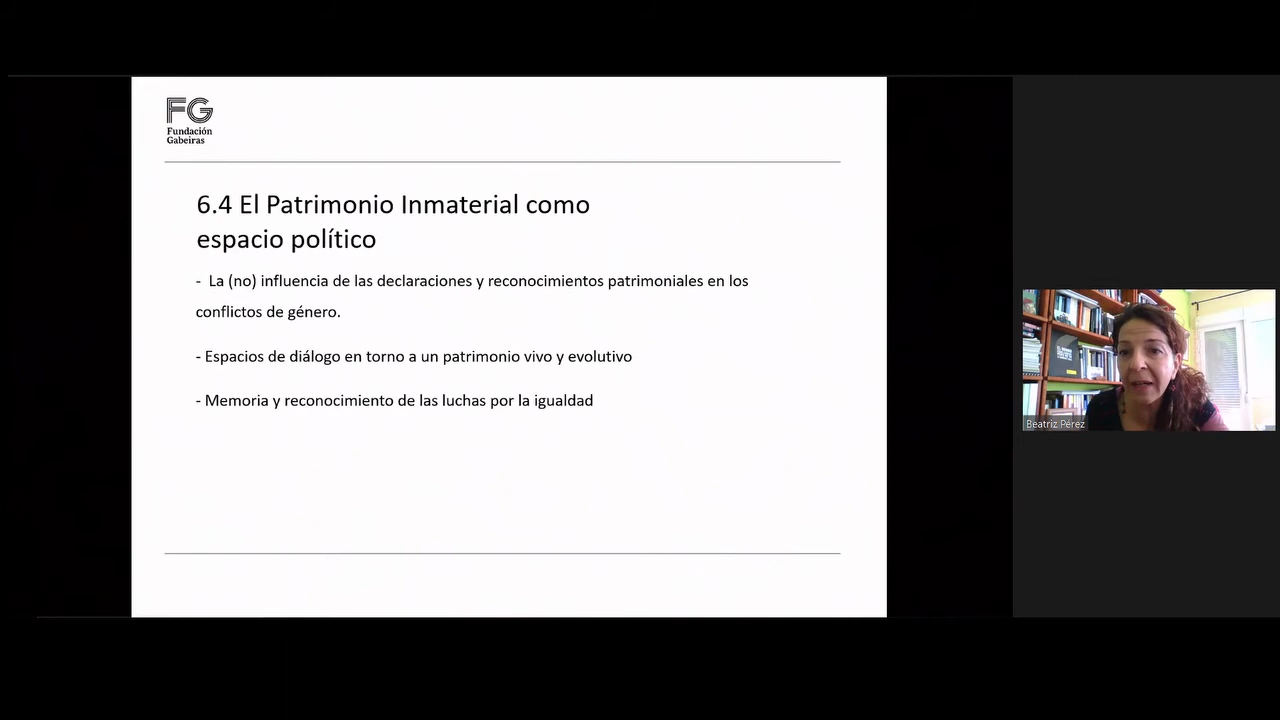 FG
Fundación
Gabeiras
6.4 El Patrimonio Inmaterial como
espacio político
- La (no) influencia de las declaraciones y reconocimientos patrimoniales en los
conflictos de género.
- Espacios de diálogo en torno a un patrimonio vivo y evolutivo
- Memoria y reconocimiento de las luchas por la igualdad
Beatriz Pérez